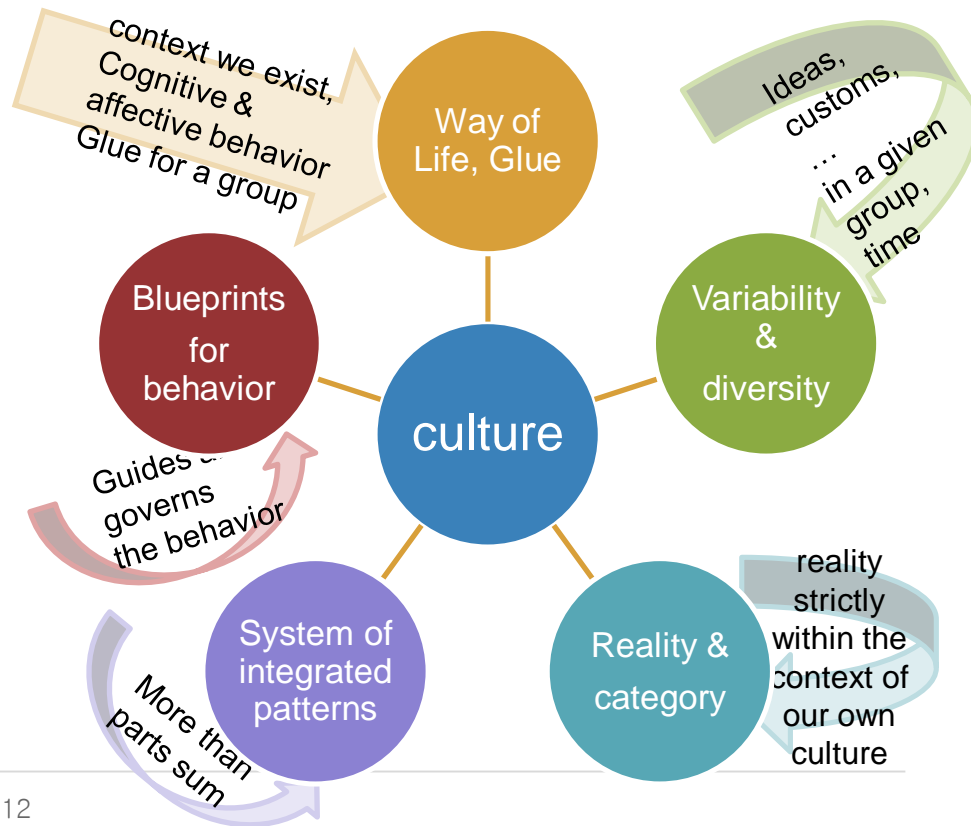 context we exist,
Cognitive &
affective behavior
Glue for a group
Way of
Life, Glue
Ideas,
customs,
…
in a given
group,
time
Blueprints
for
behavior
Variability
&
diversity
culture
Guides
governs
the behavior
System of
integrated
patterns
More than
parts sum
Reality &
category
reality
strictly
within the
context of
our own
culture
12